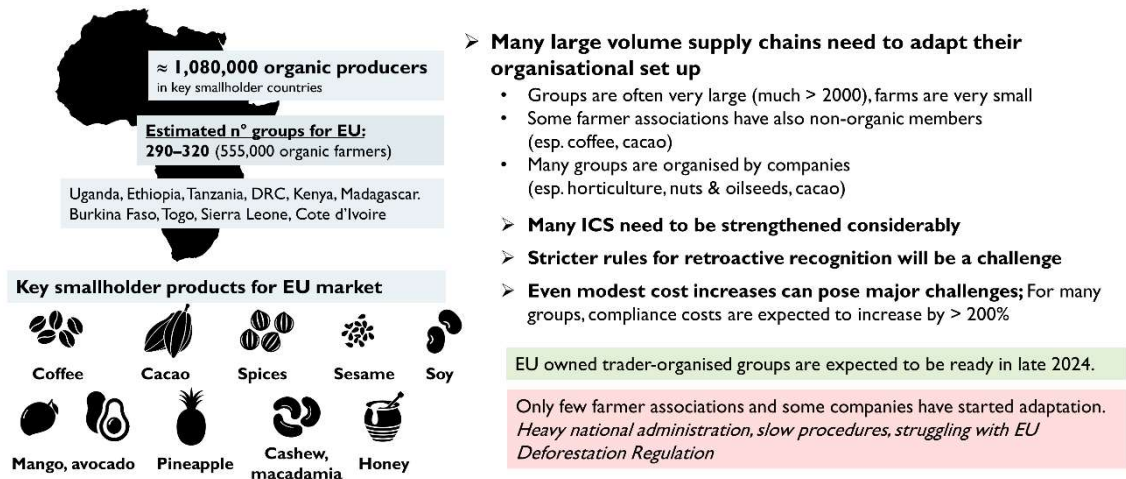 ≈ 1,080,000 organic producers
in key smallholder countries
Estimated n° groups for EU:
290–320 (555,000 organic farmers)
Uganda, Ethiopia, Tanzania, DRC, Kenya, Madagascar.
Burkina Faso, Togo, Sierra Leone, Cote d'Ivoire
Key smallholder products for EU market
Coffee
Cacao
Spices
Sesame
Soy
Mango, avocado
Pineapple
Cashew,
macadamia
Honey
➢ Many large volume supply chains need to adapt their
organisational set up
• Groups are often very large (much > 2000), farms are very small
• Some farmer associations have also non-organic members
(esp. coffee, cacao)
• Many groups are organised by companies
(esp. horticulture, nuts & oilseeds, cacao)
➢ Many ICS need to be strengthened considerably
➢ Stricter rules for retroactive recognition will be a challenge
➢ Even modest cost increases can pose major challenges; For many
groups, compliance costs are expected to increase by > 200%
EU owned trader-organised groups are expected to be ready in late 2024.
Only few farmer associations and some companies have started adaptation.
Heavy national administration, slow procedures, struggling with EU
Deforestation Regulation